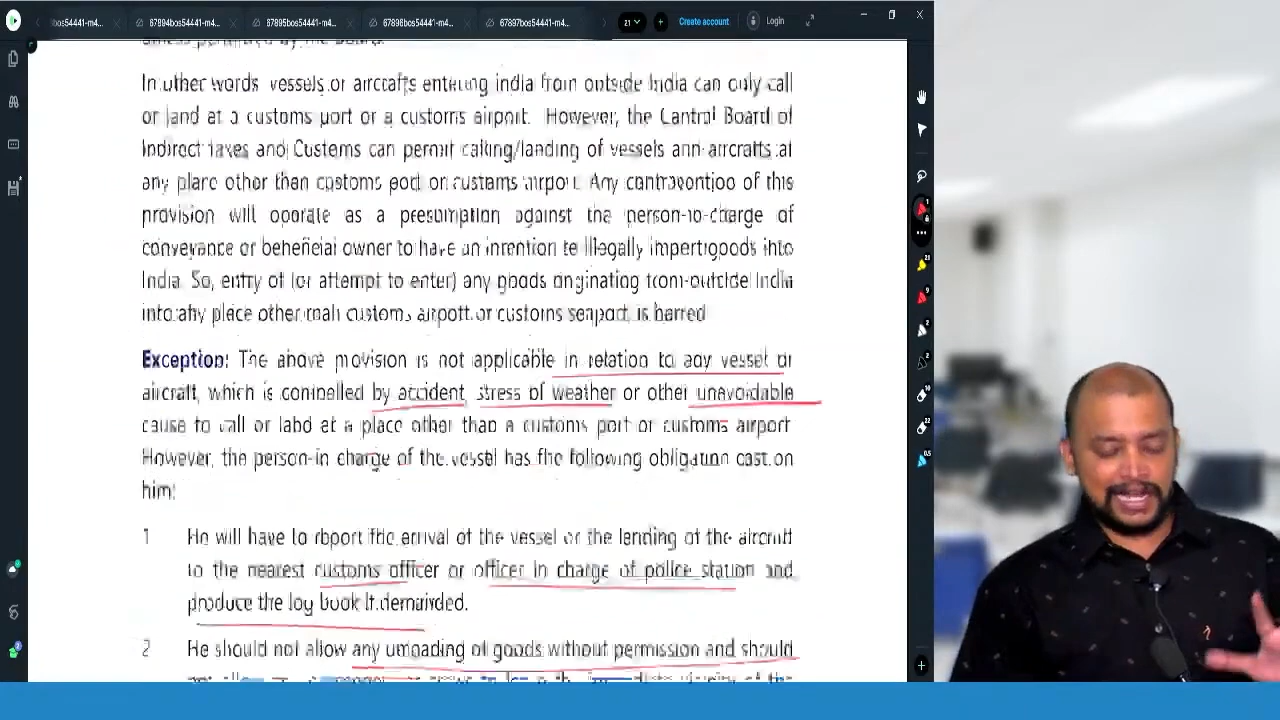 67894bos54441-m4...
67895bos54441-m4...
67896bos54441-m4...
67897bos54441-m4...
21
Create account
Login
In other words vessels or aircrafts entering india from outside India can only call
or land at a customs port or a customs airport. However, the Central Board of
Indirect Taxes and Customs can permit calling/landing of vessels and aircrafts at
any place other than customs port or customs airport. Any contravention of this
provision will operate as a presumption against the person-in-charge of
conveyance or beneficial owner to have an intention to illegally import goods into
India. So, entry of (or attempt to enter) any goods originating from outside India
into any place other than customs airport or customs seaport is barred
Exception: The above provision is not applicable in relation to any vessel or
aircraft, which is compelled by accident, stress of weather or other unavoidable
cause to call or land at a place other than a customs port or customs airport
However, the person-in charge of the vessel has the following obligation cast on
him:
1 He will have to report the arrival of the vessel or the landing of the aircraft
to the nearest customs officer or officer in charge of police station and
produce the log book if demanded.
2 He should not allow any unloading of goods without permission and should